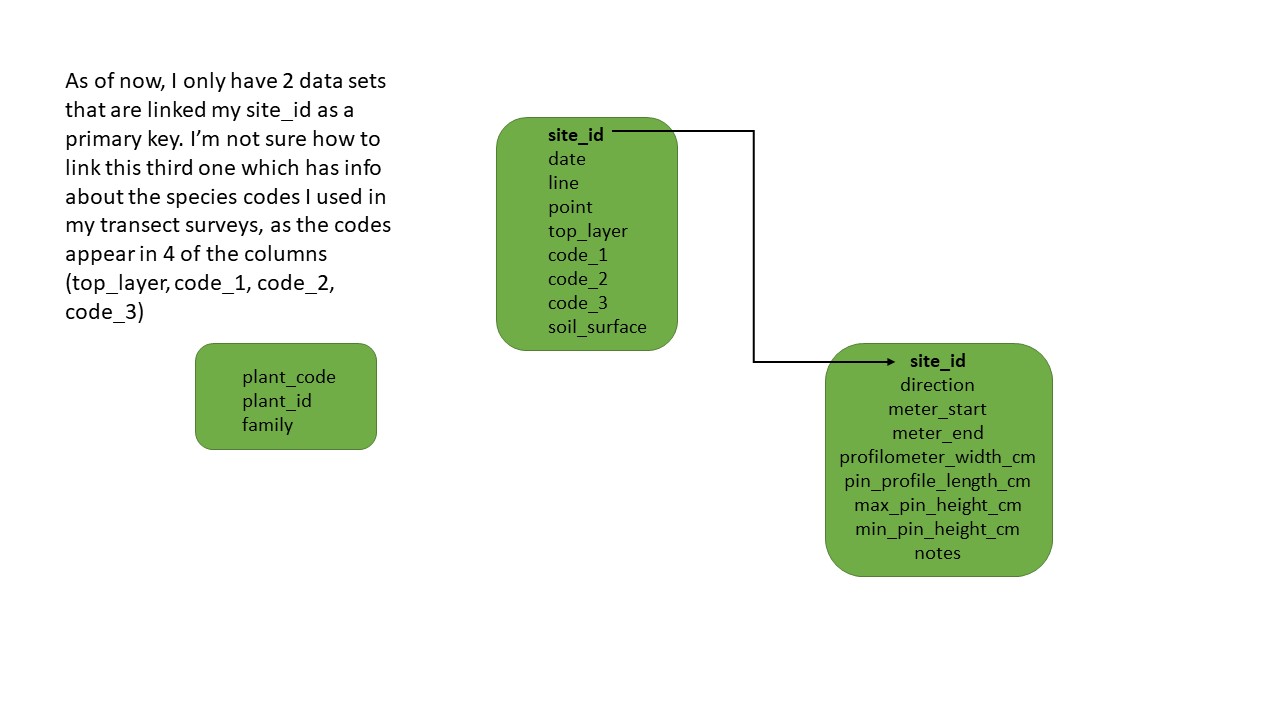 As of now, I only have 2 data sets
that are linked my site_id as a
primary key. I’m not sure how to
link this third one which has info
about the species codes I used in
my transect surveys, as the codes
appear in 4 of the columns
(top_layer, code_1, code_2,
code_3)
plant_code
plant_id
family
site_id
date
line
point
top_layer
code_1
code_2
code_3
soil_surface
site_id
direction
meter_start
meter_end
profilometer_width_cm
pin_profile_length_cm
max_pin_height_cm
min_pin_height_cm
notes